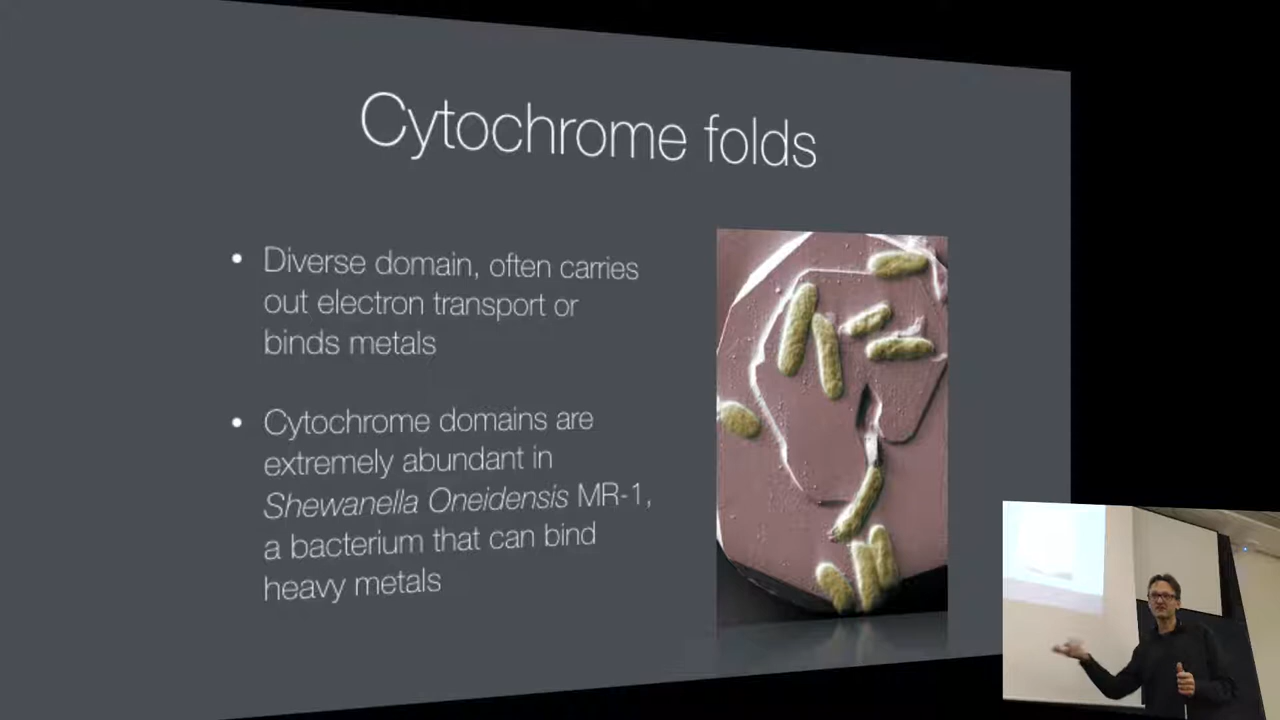 Cytochrome folds
• Diverse domain, often carries
out electron transport or
binds metals
• Cytochrome domains are
extremely abundant in
Shewanella Oneidensis MR-1,
a bacterium that can bind
heavy metals